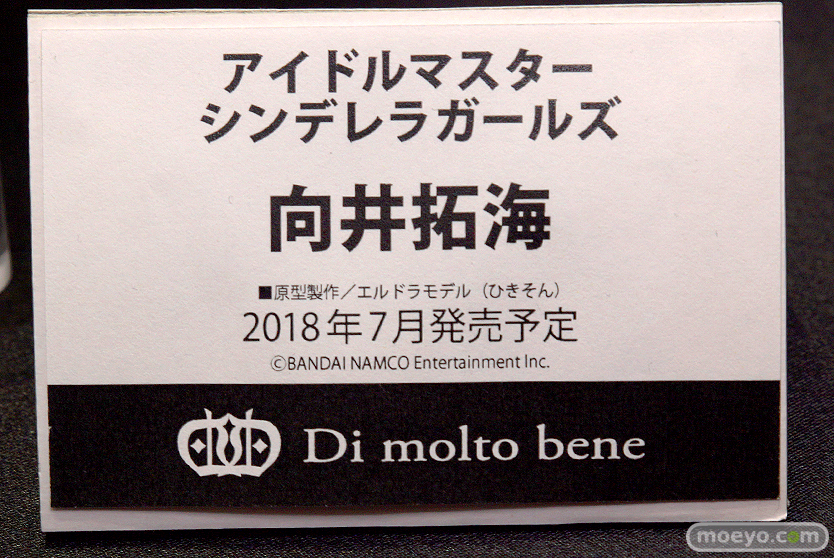 アイドルマスター
シンデレラガールズ
向井拓海
■原型製作／エルドラモデル（ひきそん）
2018年7月発売予定
©BANDAI NAMCO Entertainment Inc.
Di molto bene
moeyo.com